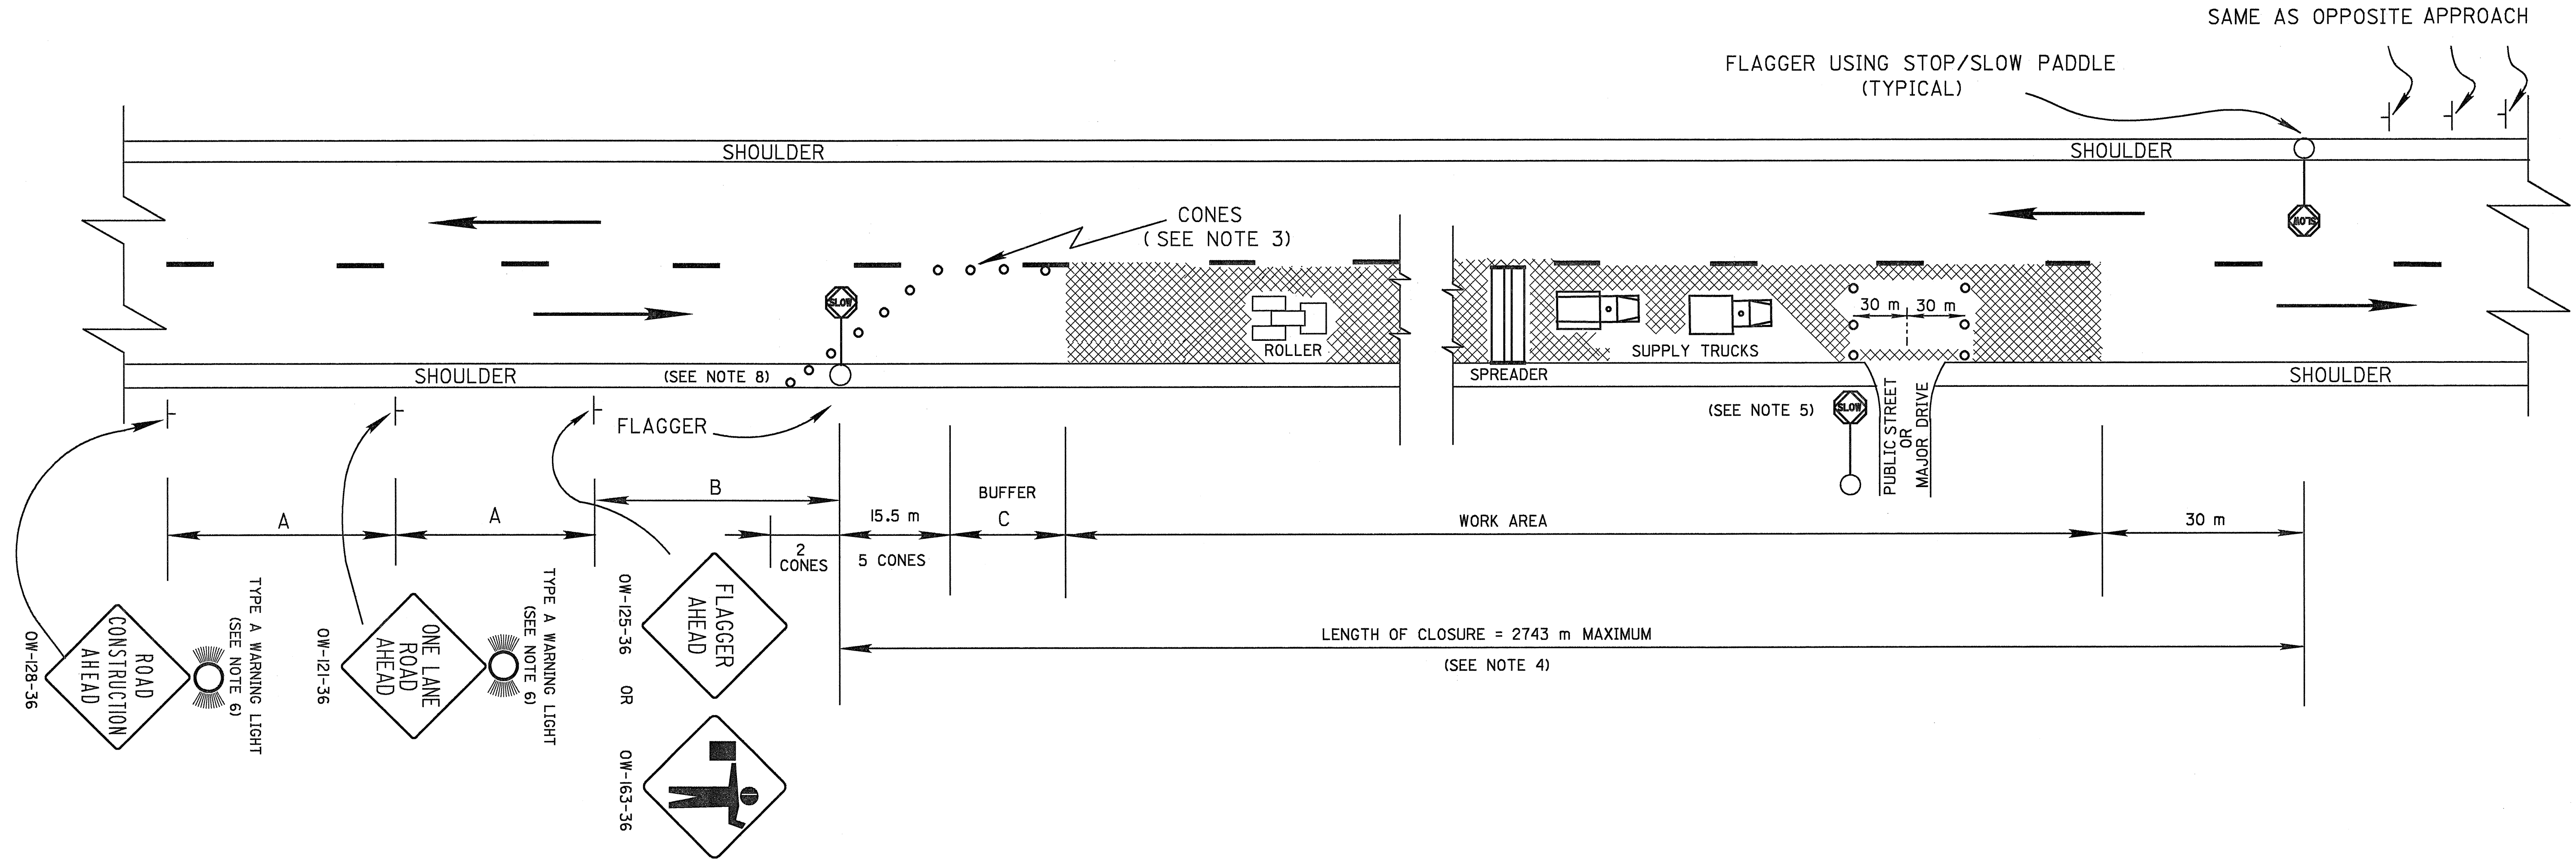 SAME AS OPPOSITE APPROACH
FLAGGER USING STOP/SLOW PADDLE
(TYPICAL)
SHOULDER
SHOULDER
CONES
(SEE NOTE 3)
SLOW
SLOW
30 m
30 m
ROLLER
SUPPLY TRUCKS
SHOULDER
(SEE NOTE 8)
SPREADER
SHOULDER
FLAGGER
(SEE NOTE 5)
SLOW
PUBLIC STREET
OR
MAJOR DRIVE
A
A
B
2
CONES
15.5 m
5 CONES
BUFFER
C
WORK AREA
30 m
LENGTH OF CLOSURE = 2743 m MAXIMUM
(SEE NOTE 4)
ROAD
CONSTRUCTION
AHEAD
OW-128-36
TYPE A WARNING LIGHT
(SEE NOTE 6)
ONE LANE
ROAD
AHEAD
OW-121-36
TYPE A WARNING LIGHT
(SEE NOTE 6)
FLAGGER
AHEAD
OW-125-36
OR
OW-163-36